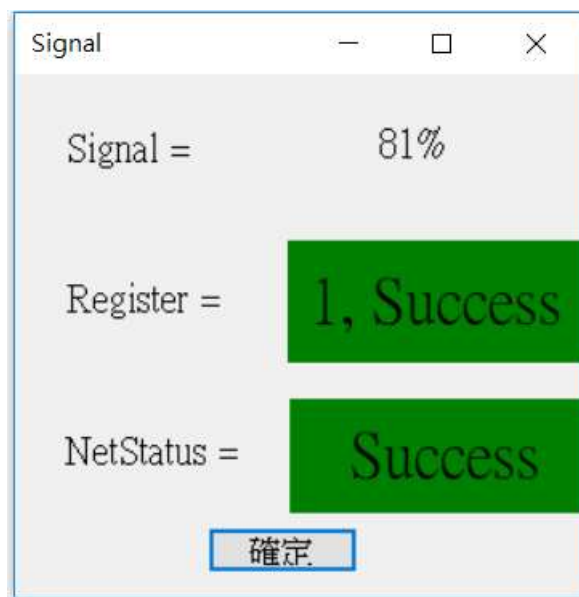 Signal
Signal = 81%
Register = 1, Success
NetStatus = Success
確定